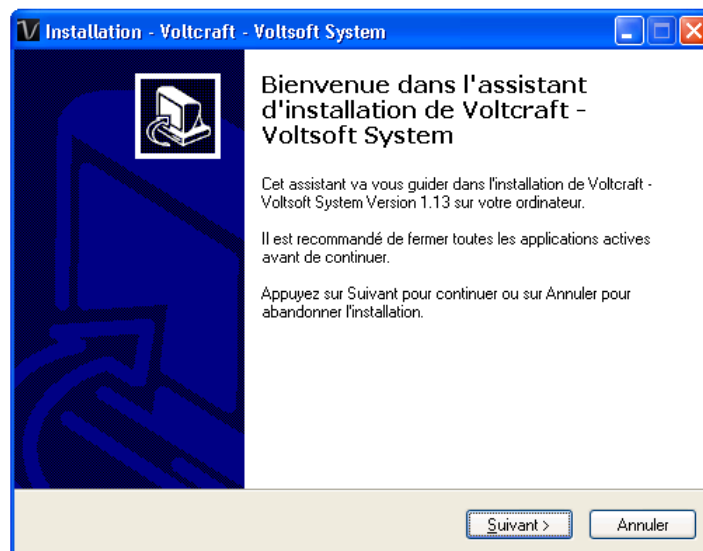 Installation - Voltcraft - Voltsoft System
Bienvenue dans l'assistant
d'installation de Voltcraft -
Voltsoft System
Cet assistant va vous guider dans l'installation de Voltcraft -
Voltsoft System Version 1.13 sur votre ordinateur.
Il est recommandé de fermer toutes les applications actives
avant de continuer.
Appuyez sur Suivant pour continuer ou sur Annuler pour
abandonner l'installation.
Suivant >
Annuler